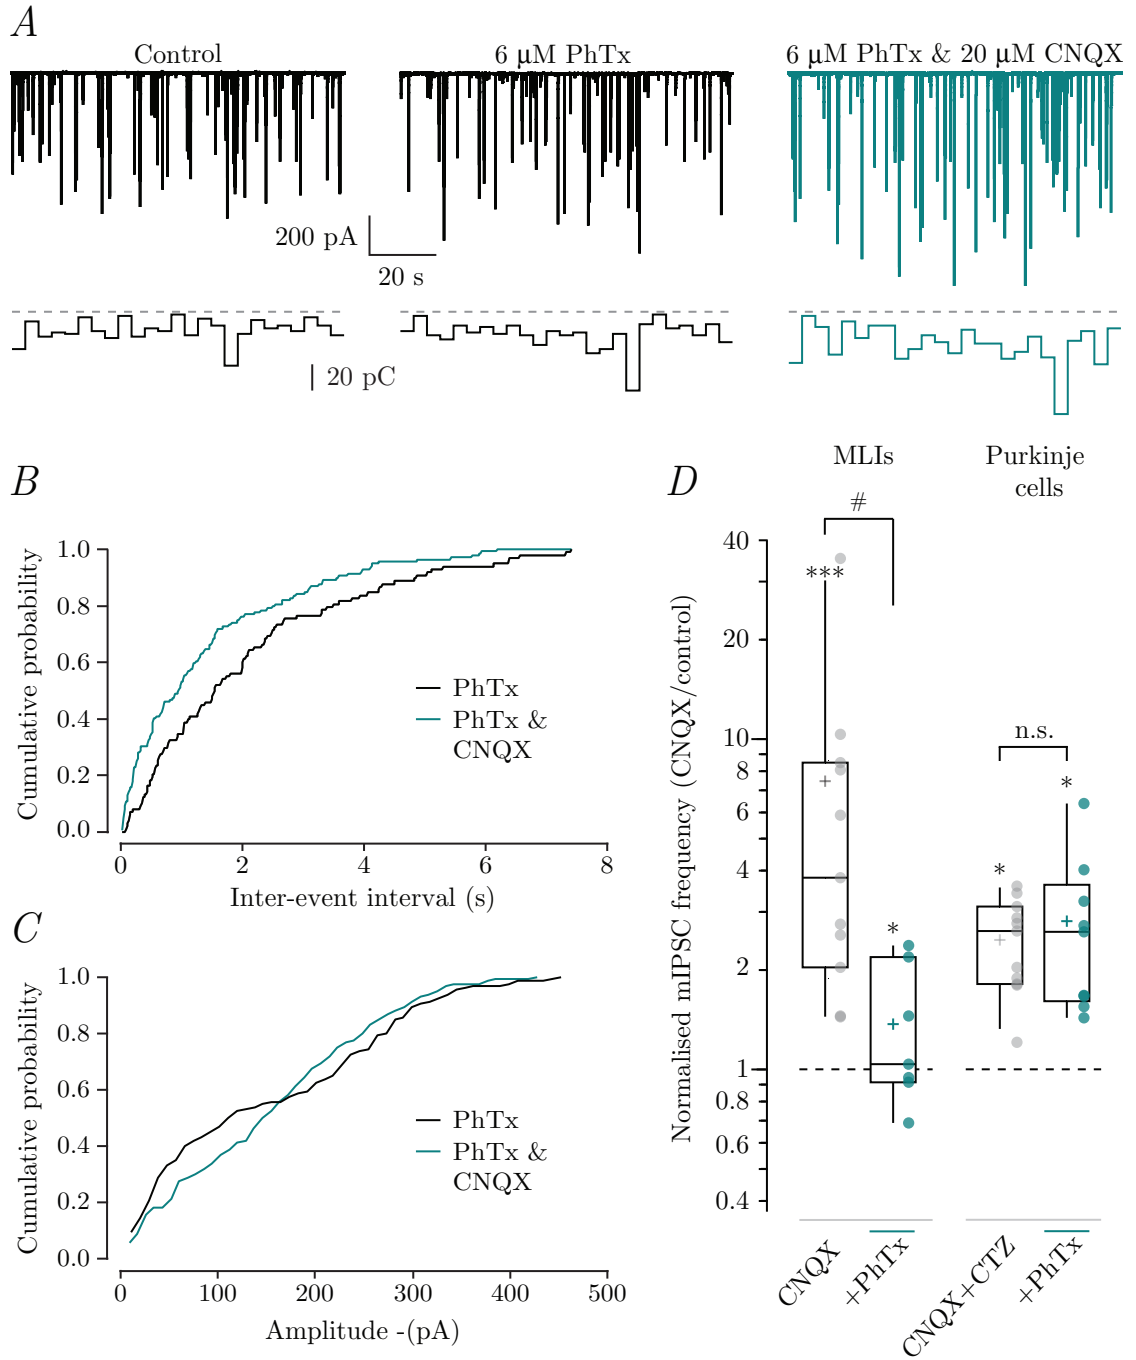 A
Control
6 μM PhTx
6 μM PhTx & 20 μM CNQX
200 pA
20 s
20 pC
B
Cumulative probability
1.0
0.8
0.6
0.4
0.2
0.0
0 2 4 6 8
Inter-event interval (s)
PhTx
PhTx &
CNQX
C
Cumulative probability
1.0
0.8
0.6
0.4
0.2
0.0
0 100 200 300 400 500
Amplitude -(pA)
PhTx
PhTx &
CNQX
D
MLIs
Purkinje
cells
#
***
*
n.s.
*
*
Normalised mIPSC frequency (CNQX/control)
40
20
10
8
6
4
2
1
0.8
0.6
0.4
CNQX
+PhTx
CNQX+CTZ
+PhTx